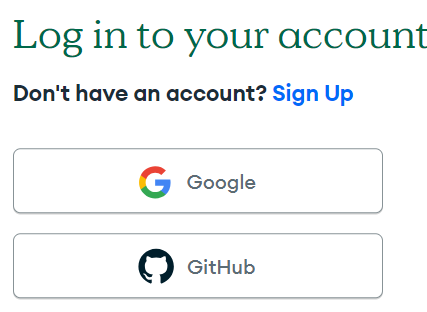 Log in to your account
Don't have an account? Sign Up
Google
GitHub